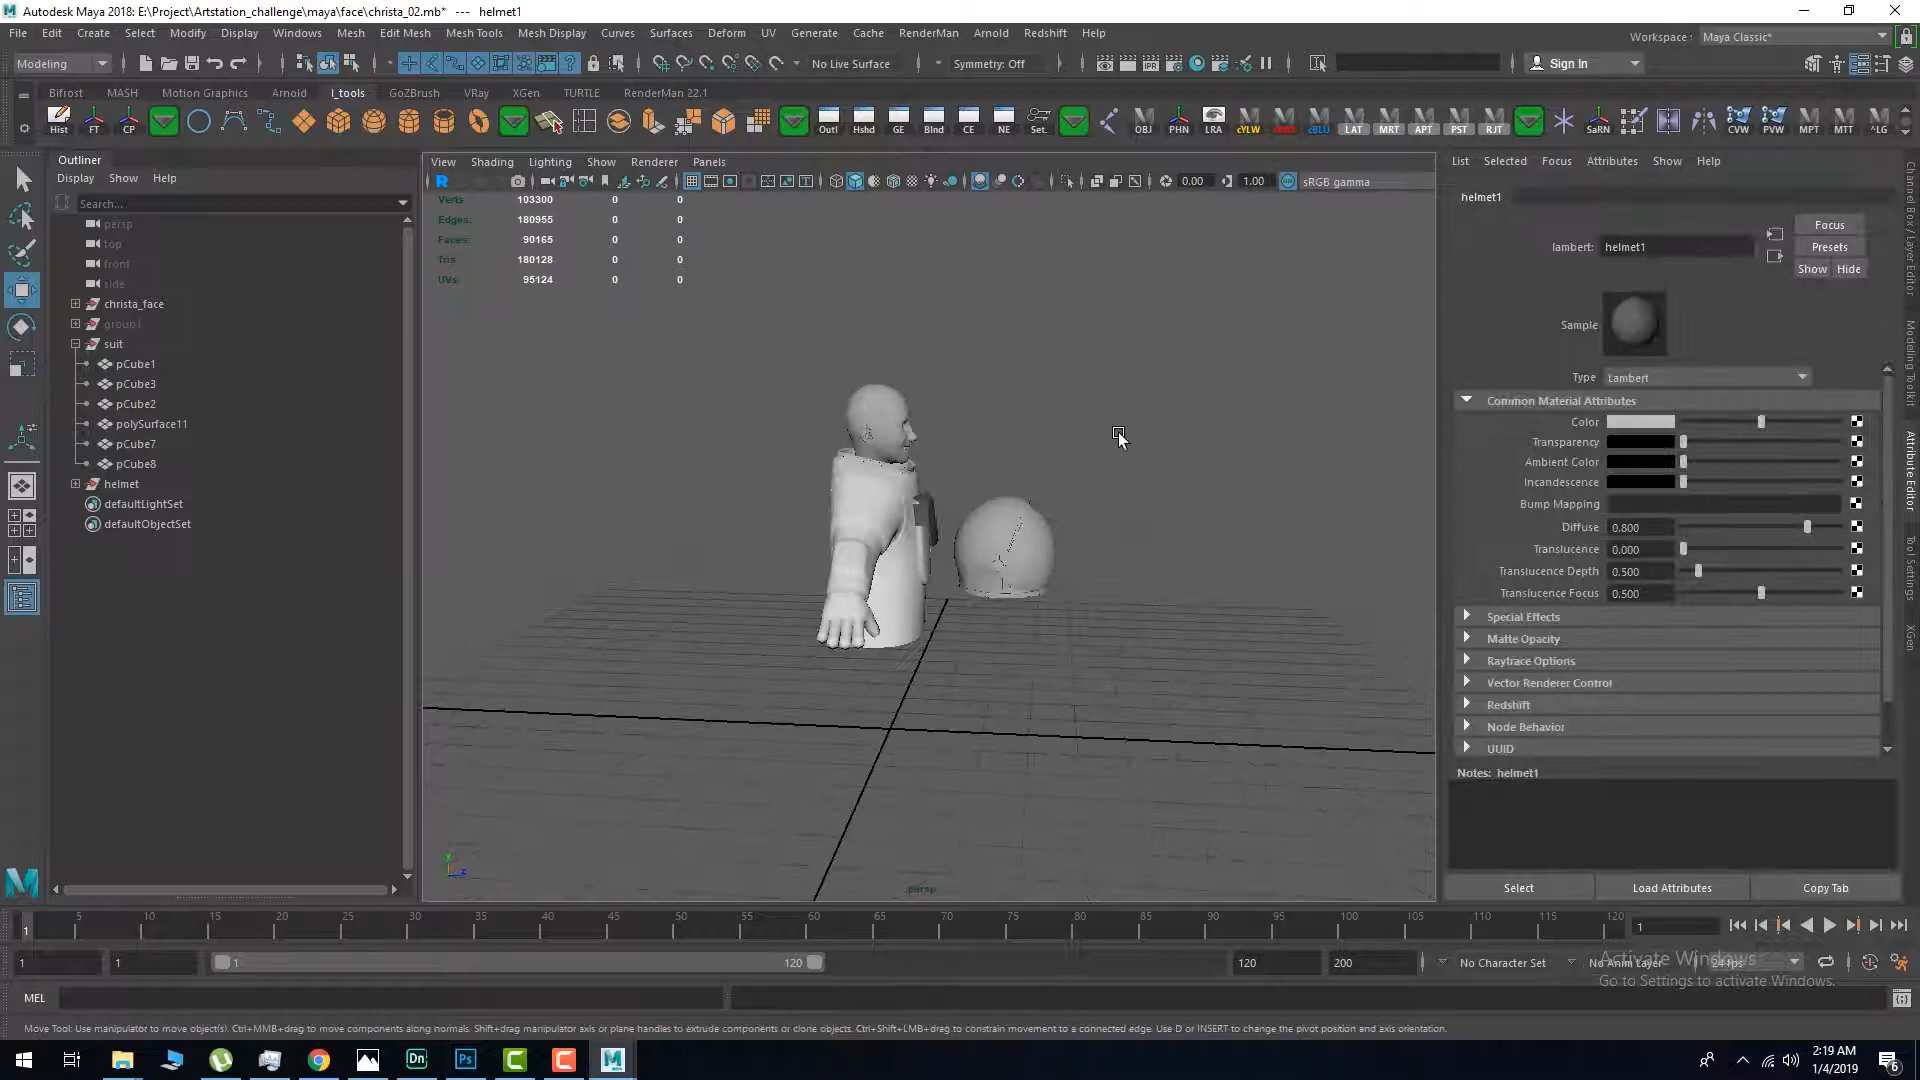 Autodesk Maya 2018: E:\Project\Artstation_challenge\maya\face\christa_02.mb* --- helmet1
File Edit Create Select Modify Display Windows Mesh Edit Mesh Mesh Tools Mesh Display Curves Surfaces Deform UV Generate Cache RenderMan Arnold Redshift Help
Workspace : Maya Classic*
Modeling No Live Surface Symmetry: Off Sign In
Bifrost MASH Motion Graphics Arnold l_tools GoZBrush VRay XGen TURTLE RenderMan 22.1
Hist FT CP Outl Hshd GE Blnd CE NE Set. OBJ PHN LRA cYLW cBLU LAT MRT APT PST RJT SaRN CVW PVW MPT MTT ^LG
Outliner
Display Show Help
Search...
persp
top
front
side
christa_face
group1
suit
pCube1
pCube3
pCube2
polySurface11
pCube7
pCube8
helmet
defaultLightSet
defaultObjectSet
View Shading Lighting Show Renderer Panels
0.00 1.00 sRGB gamma
Verts 103300 0 0
Edges: 180955 0 0
Faces: 90165 0 0
Tris 180128 0 0
UVs: 95124 0 0
persp
List Selected Focus Attributes Show Help
helmet1
lambert: helmet1
Focus
Presets
Show Hide
Sample
Type Lambert
Common Material Attributes
Color
Transparency
Ambient Color
Incandescence
Bump Mapping
Diffuse 0.800
Translucence 0.000
Translucence Depth 0.500
Translucence Focus 0.500
Special Effects
Matte Opacity
Raytrace Options
Vector Renderer Control
Redshift
Node Behavior
UUID
Notes: helmet1
Select Load Attributes Copy Tab
Channel Box / Layer Editor
Modeling Toolkit
Attribute Editor
Tool Settings
XGen
5 10 15 20 25 30 35 40 45 50 55 60 65 70 75 80 85 90 95 100 105 110 115 120
1 1
1 1 1 120 120 200 No Character Set No Anim Layer 24 fps
Activate Windows
Go to Settings to activate Windows.
MEL
Move Tool: Use manipulator to move object(s). Ctrl+MMB+drag to move components along normals. Shift+drag manipulator axis or plane handles to extrude components or clone objects. Ctrl+Shift+LMB+drag to constrain movement to a connected edge. Use D or INSERT to change the pivot position and axis orientation.
Dn Ps C C M
2:19 AM
1/4/2019
6